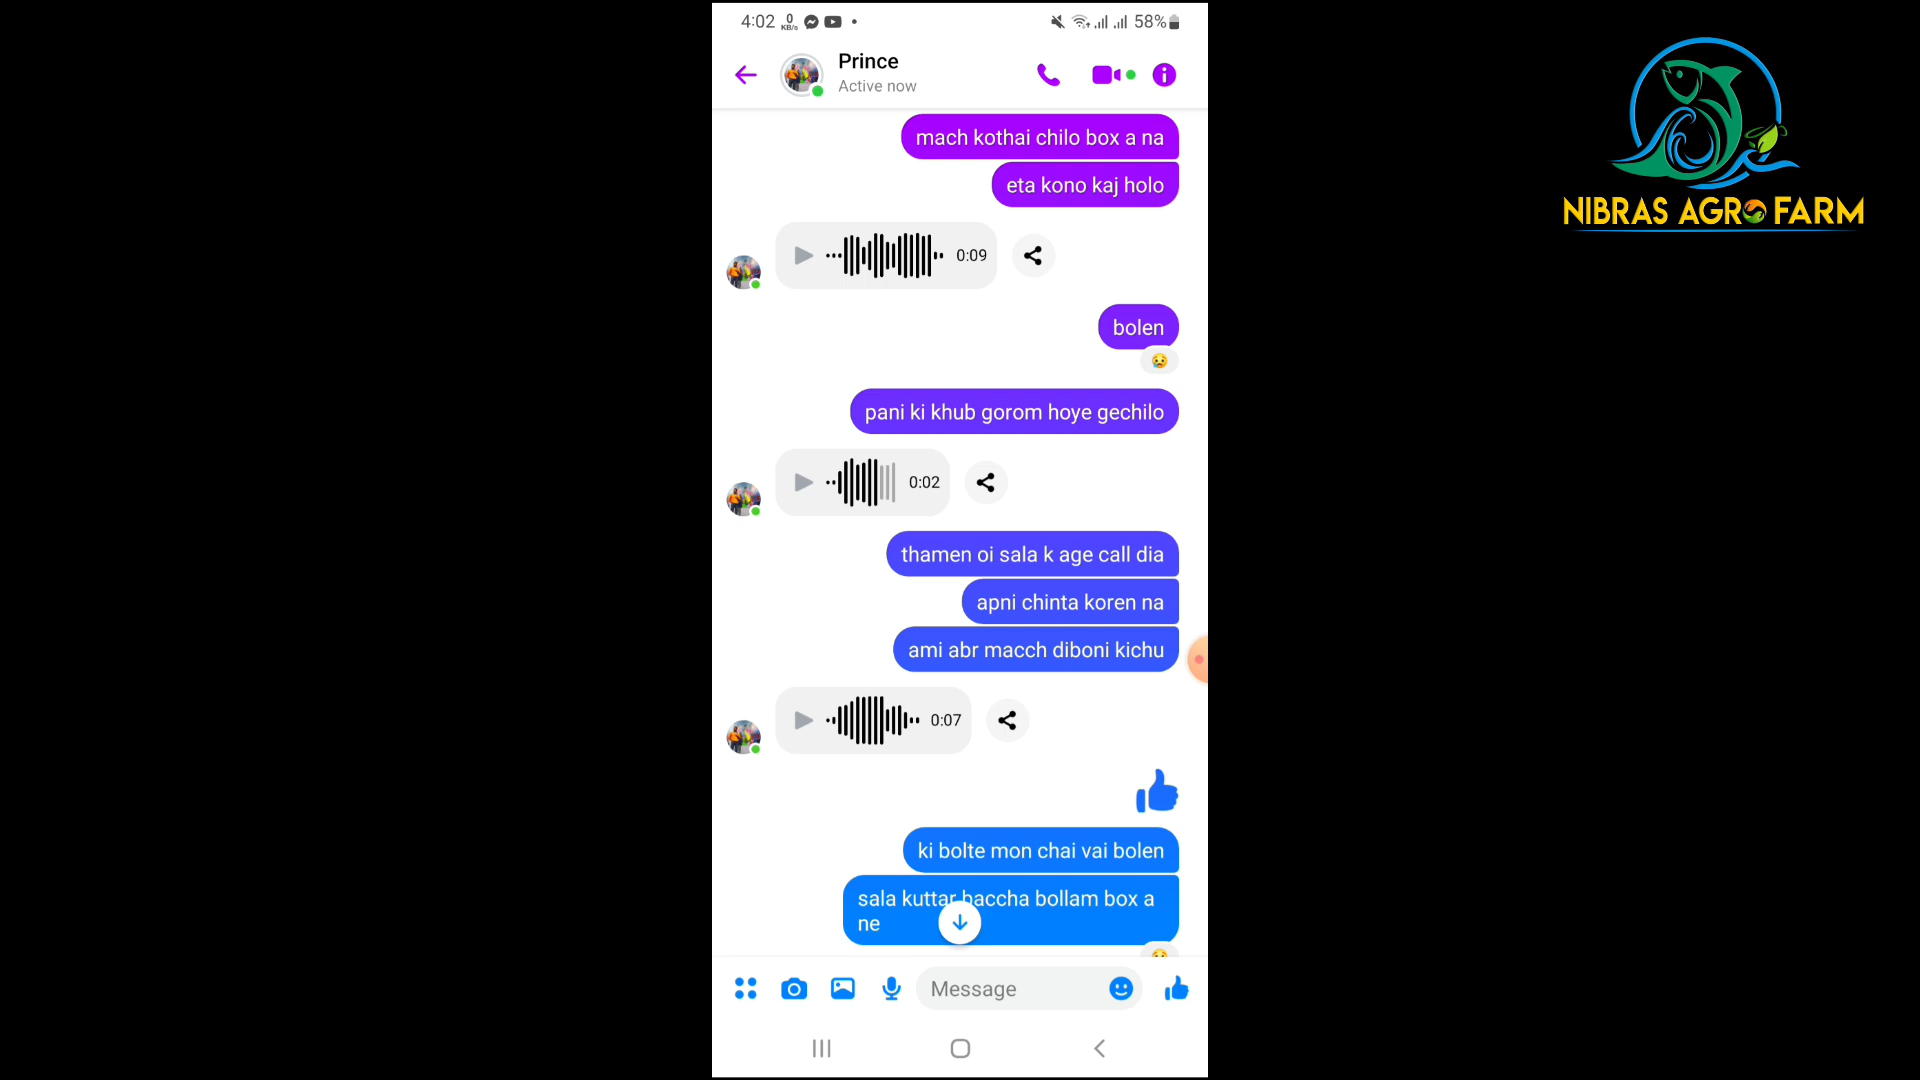 4:02 0 KB/s 58%
Prince
Active now
mach kothai chilo box a na
eta kono kaj holo
0:09
bolen
pani ki khub gorom hoye gechilo
0:02
thamen oi sala k age call dia
apni chinta koren na
ami abr macch diboni kichu
0:07
ki bolte mon chai vai bolen
sala kuttar baccha bollam box a
ne
Message
NIBRAS AGRO FARM